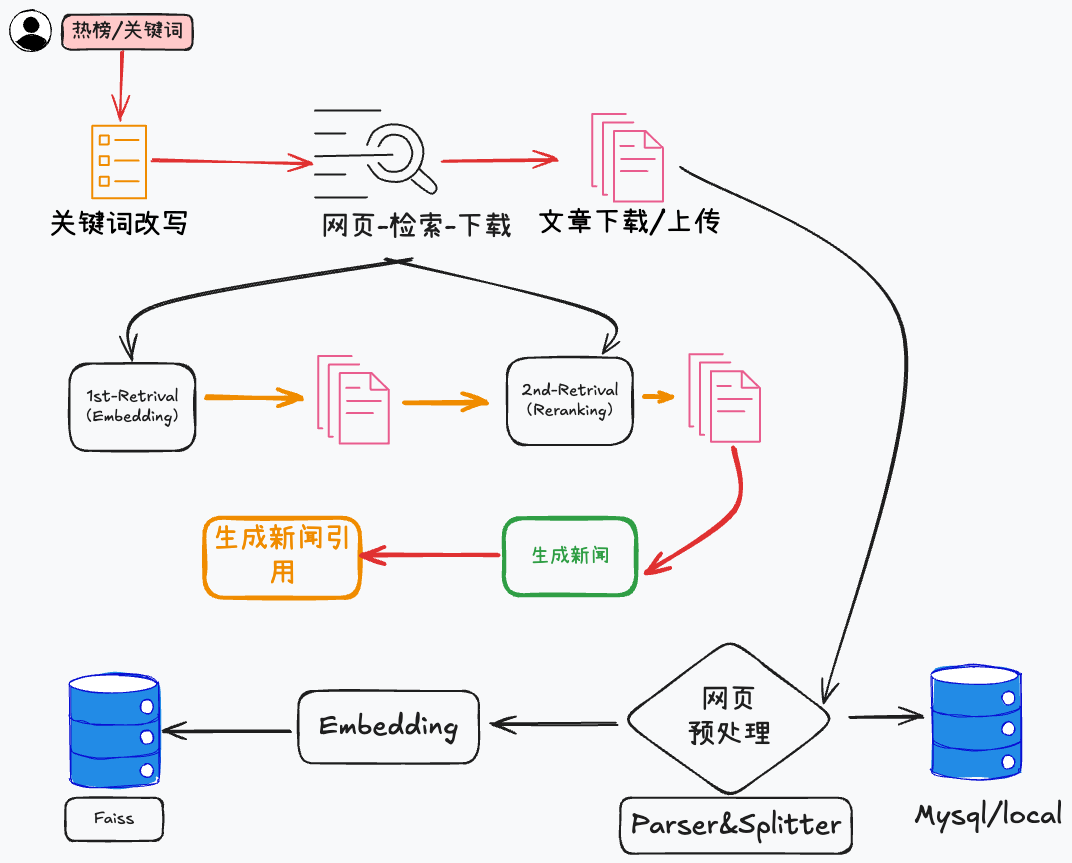 热榜/关键词
关键词改写
网页-检索-下载
文章下载/上传
1st-Retrival
(Embedding)
2nd-Retrival
(Reranking)
生成新闻引
用
生成新闻
网页
预处理
Embedding
Faiss
Parser&Splitter
Mysql/local